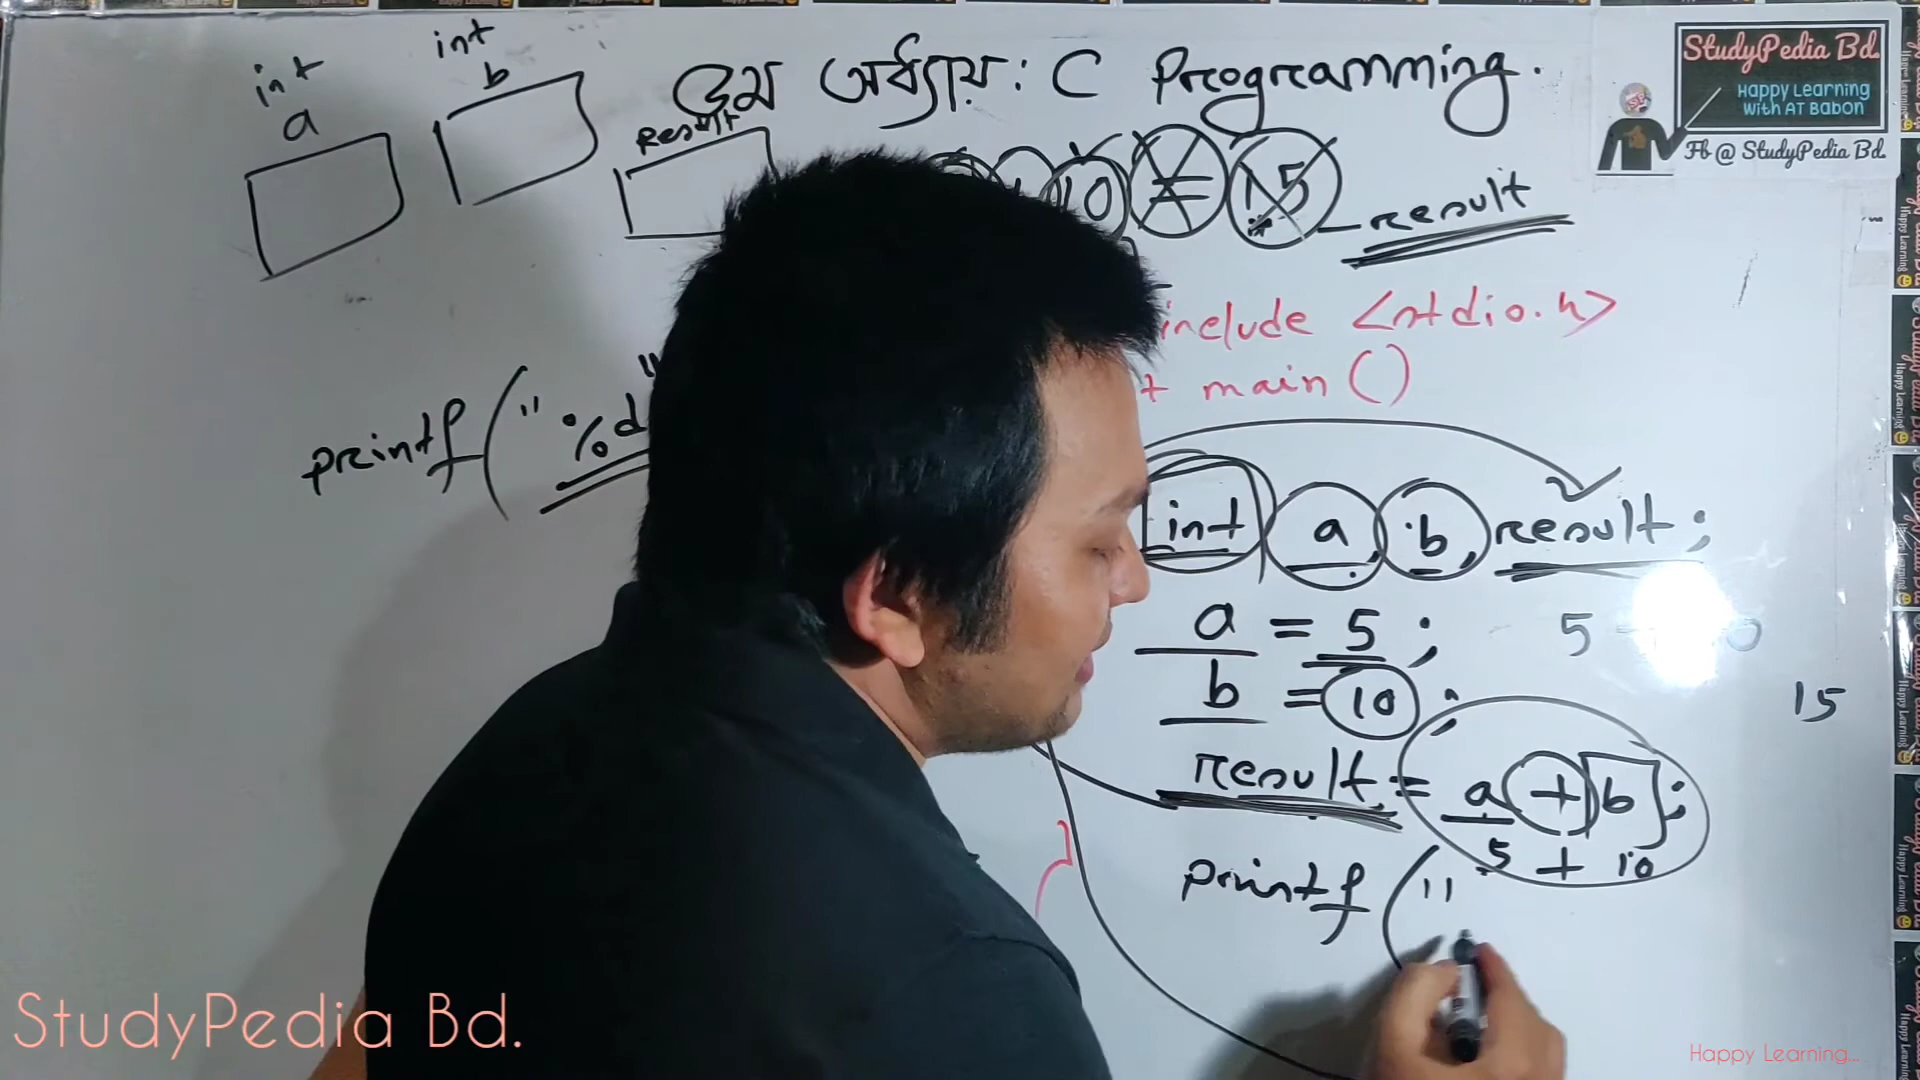 ৫ম অধ্যায়: C Programming.
int
a
int
b
result
10 = 15 result
include <stdio.h>
main ()
printf ( " %d "
int a, b, result;
a = 5;
5
b = 10;
15
result = a + b;
5 + 10
printf ( "
StudyPedia Bd.
Happy Learning
With AT Babon
Fb @ StudyPedia Bd.
StudyPedia Bd.
Happy Learning...